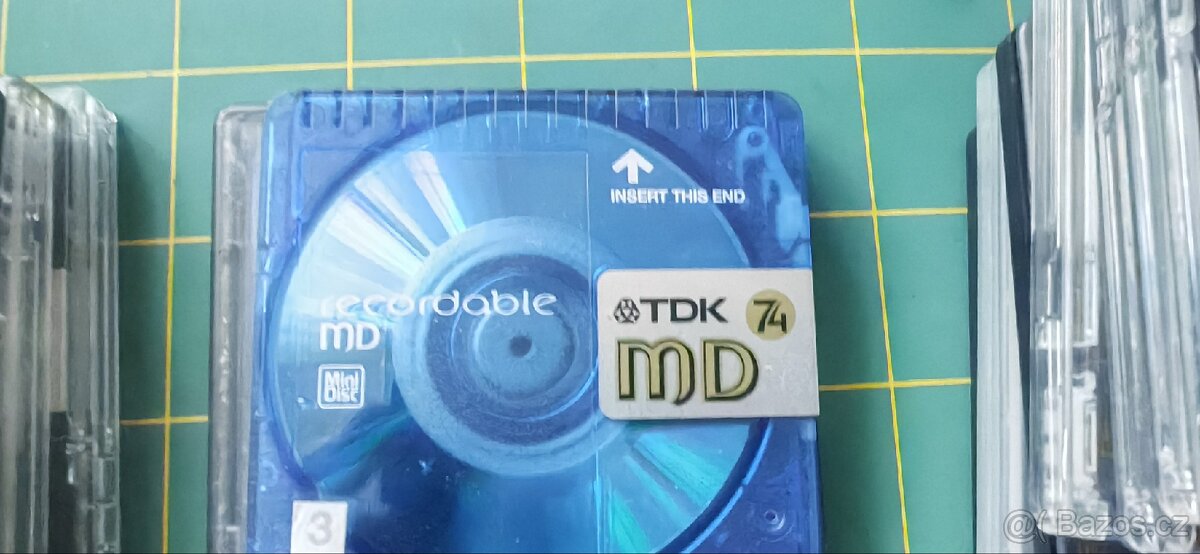 INSERT THIS END
recordable
MD
Mini
Disc
TDK 74
MD
3
@( Bazos.cz